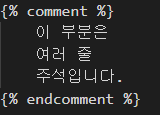 {% comment %}
이 부분은
여러 줄
주석입니다.
{% endcomment %}